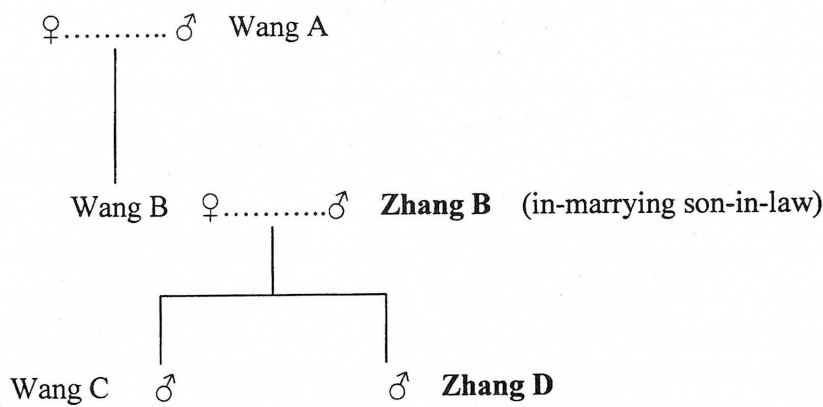 ♀........... ♂ Wang A
Wang B ♀...........♂ Zhang B (in-marrying son-in-law)
Wang C ♂ ♂ Zhang D